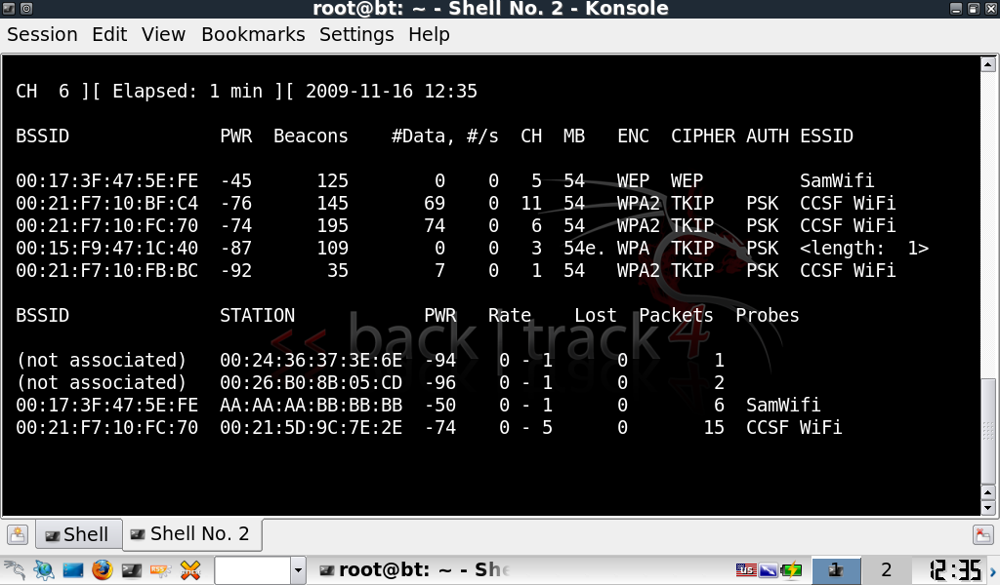 root@bt: ~ - Shell No. 2 - Konsole
Session Edit View Bookmarks Settings Help
CH  6 ][ Elapsed: 1 min ][ 2009-11-16 12:35
BSSID              PWR  Beacons    #Data, #/s  CH  MB   ENC  CIPHER AUTH ESSID
00:17:3F:47:5E:FE  -45      125        0    0   5  54   WEP  WEP         SamWifi
00:21:F7:10:BF:C4  -76      145       69    0  11  54   WPA2 TKIP   PSK  CCSF WiFi
00:21:F7:10:FC:70  -74      195       74    0   6  54   WPA2 TKIP   PSK  CCSF WiFi
00:15:F9:47:1C:40  -87      109        0    0   3  54e. WPA  TKIP   PSK  <length:  1>
00:21:F7:10:FB:BC  -92       35        7    0   1  54   WPA2 TKIP   PSK  CCSF WiFi
BSSID              STATION            PWR   Rate    Lost  Packets  Probes
<< back | track 4
(not associated)   00:24:36:37:3E:6E  -94    0 - 1      0        1
(not associated)   00:26:B0:8B:05:CD  -96    0 - 1      0        2
00:17:3F:47:5E:FE  AA:AA:AA:BB:BB:BB  -50    0 - 1      0        6  SamWifi
00:21:F7:10:FC:70  00:21:5D:9C:7E:2E  -74    0 - 5      0       15  CCSF WiFi
Shell Shell No. 2
root@bt: ~ - She 1 2 12:35